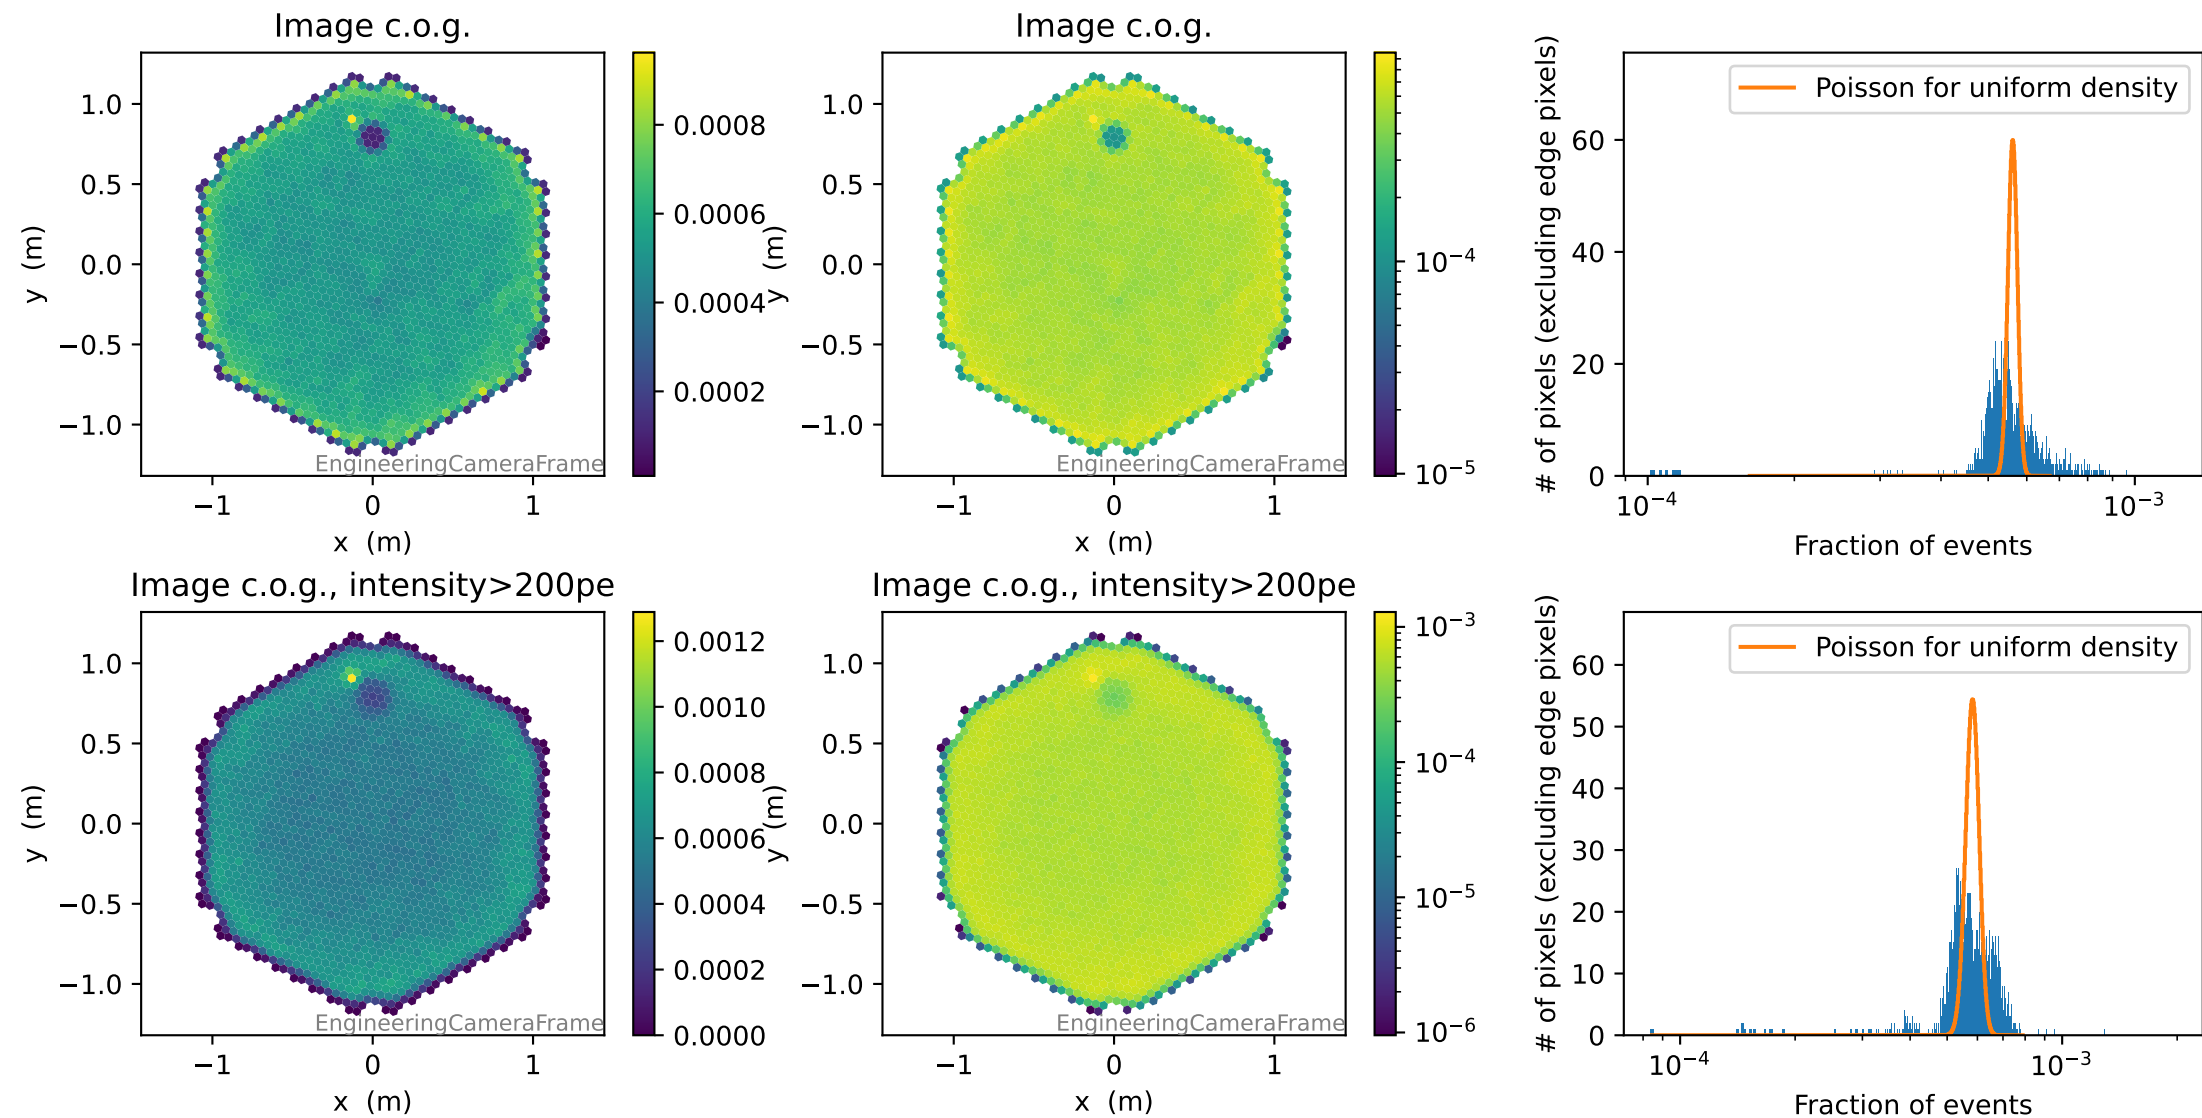 Image c.o.g.
1.0
0.5
0.0
−0.5
−1.0
y (m)
−1 0 1
x (m)
EngineeringCameraFrame
0.0008
0.0006
0.0004
0.0002
Image c.o.g.
1.0
0.5
0.0
−0.5
−1.0
y (m)
−1 0 1
x (m)
EngineeringCameraFrame
10⁻⁴
10⁻⁵
Poisson for uniform density
# of pixels (excluding edge pixels)
60
40
20
0
10⁻⁴ 10⁻³
Fraction of events
Image c.o.g., intensity>200pe
1.0
0.5
0.0
−0.5
−1.0
y (m)
−1 0 1
x (m)
EngineeringCameraFrame
0.0012
0.0010
0.0008
0.0006
0.0004
0.0002
0.0000
Image c.o.g., intensity>200pe
1.0
0.5
0.0
−0.5
−1.0
y (m)
−1 0 1
x (m)
EngineeringCameraFrame
10⁻³
10⁻⁴
10⁻⁵
10⁻⁶
Poisson for uniform density
# of pixels (excluding edge pixels)
60
50
40
30
20
10
0
10⁻⁴ 10⁻³
Fraction of events